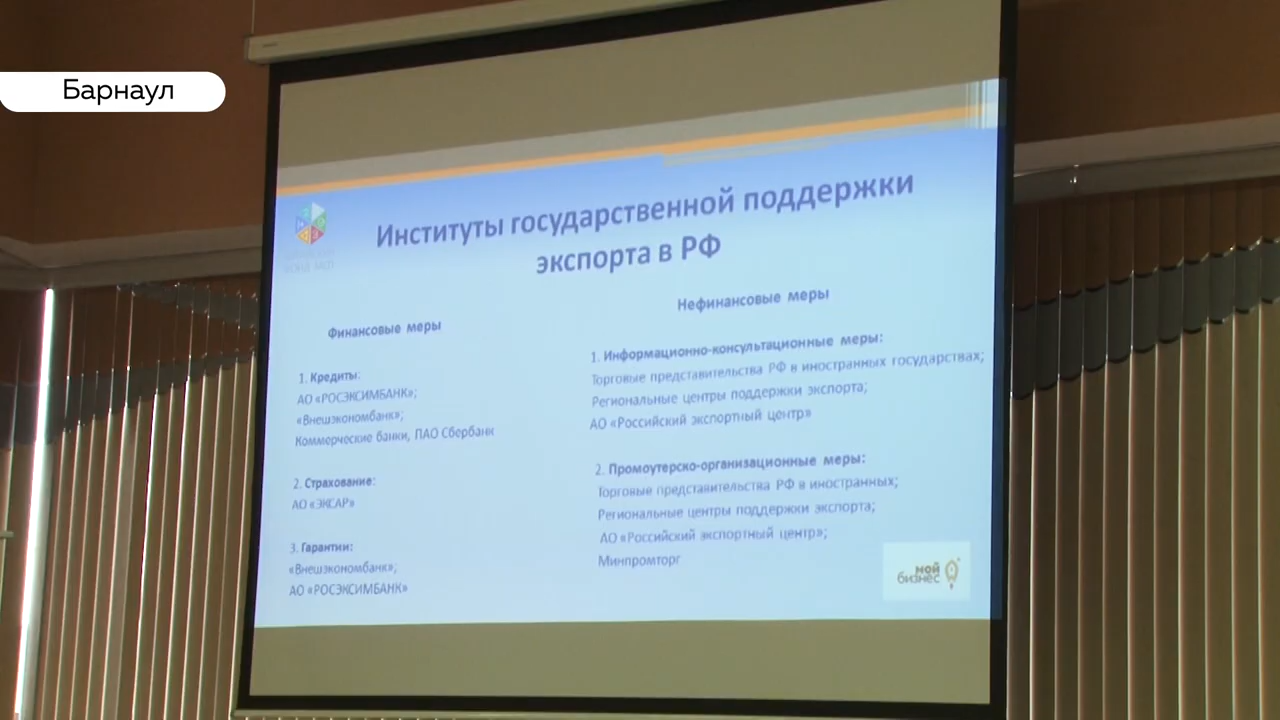 Барнаул
Институты государственной поддержки
экспорта в РФ
Финансовые меры
1. Кредиты:
АО «РОСЭКСИМБАНК»;
«Внешэкономбанк»;
Коммерческие банки, ПАО Сбербанк
2. Страхование:
АО «ЭКСАР»
3. Гарантии:
«Внешэкономбанк»;
АО «РОСЭКСИМБАНК»
Нефинансовые меры
1. Информационно-консультационные меры:
Торговые представительства РФ в иностранных государствах;
Региональные центры поддержки экспорта;
АО «Российский экспортный центр»
2. Промоутерско-организационные меры:
Торговые представительства РФ в иностранных;
Региональные центры поддержки экспорта;
АО «Российский экспортный центр»;
Минпромторг
мой
бизнес